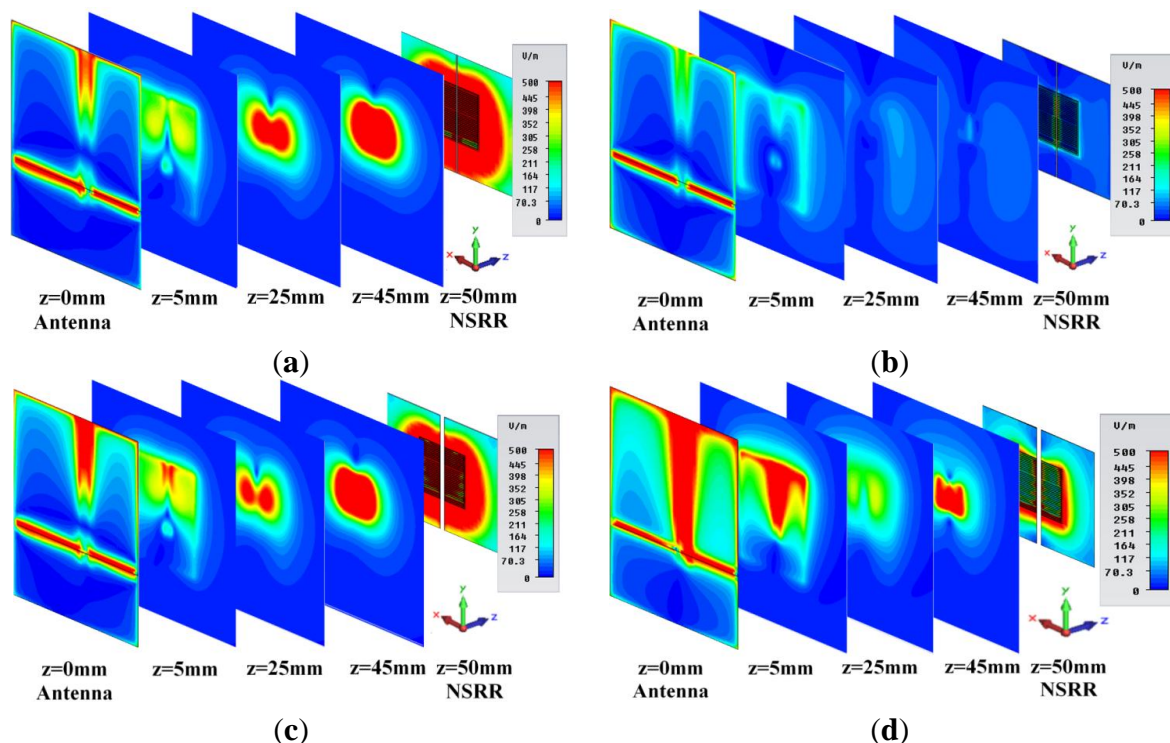 V/m
500
445
398
352
305
258
211
164
117
70.3
0
y
x
z
z=0mm z=5mm z=25mm z=45mm z=50mm
Antenna NSRR
(a)
V/m
500
445
398
352
305
258
211
164
117
70.3
0
y
x
z
z=0mm z=5mm z=25mm z=45mm z=50mm
Antenna NSRR
(b)
V/m
500
445
398
352
305
258
211
164
117
70.3
0
y
x
z
z=0mm z=5mm z=25mm z=45mm z=50mm
Antenna NSRR
(c)
V/m
500
445
398
352
305
258
211
164
117
70.3
0
y
x
z
z=0mm z=5mm z=25mm z=45mm z=50mm
Antenna NSRR
(d)